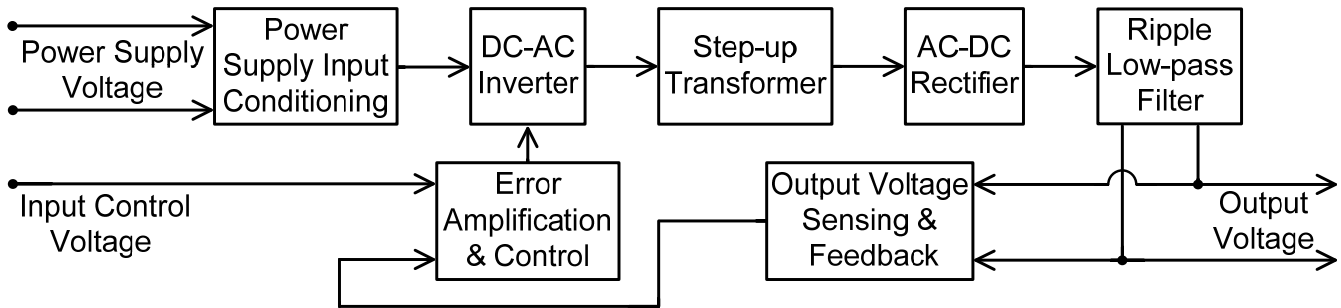 Power Supply
Voltage
Power
Supply Input
Conditioning
DC-AC
Inverter
Step-up
Transformer
AC-DC
Rectifier
Ripple
Low-pass
Filter
Input Control
Voltage
Error
Amplification
& Control
Output Voltage
Sensing &
Feedback
Output
Voltage